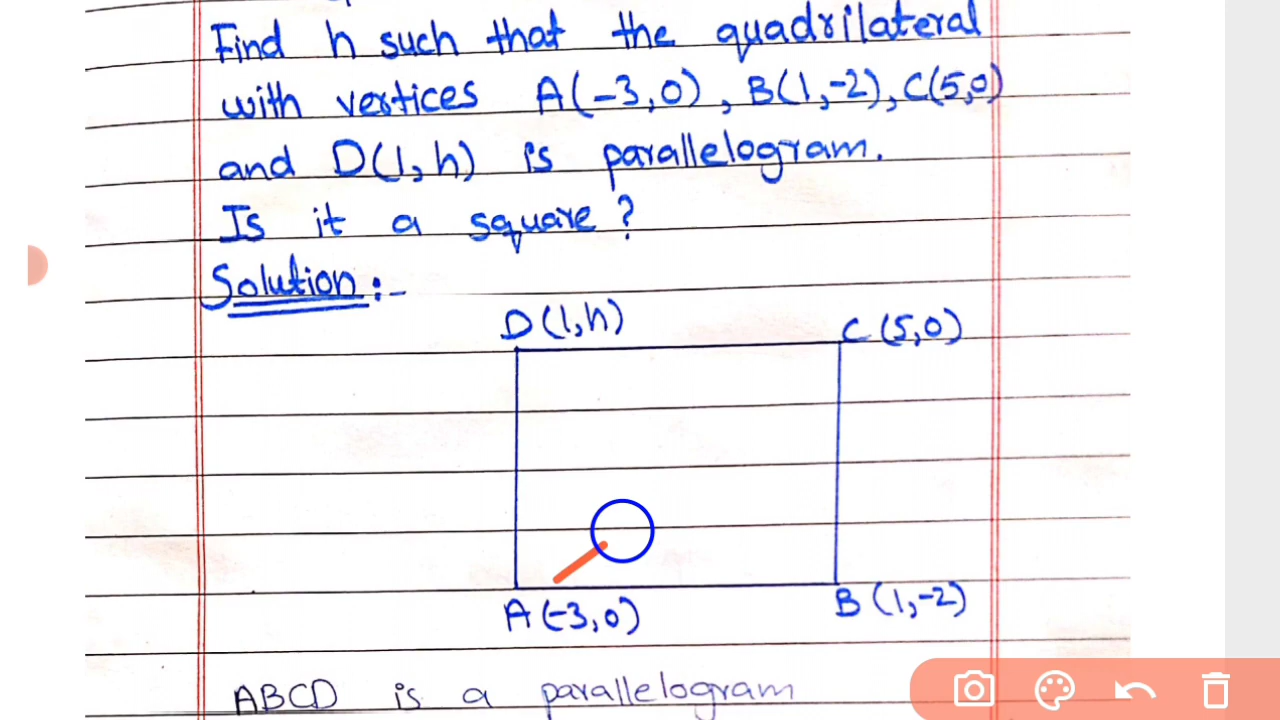 Find h such that the quadrilateral
with vertices A(-3,0), B(1,-2), C(5,0)
and D(1,h) is parallelogram.
Is it a square?
Solution:-
D(1,h) C(5,0)
A(-3,0) B(1,-2)
ABCD is a parallelogram